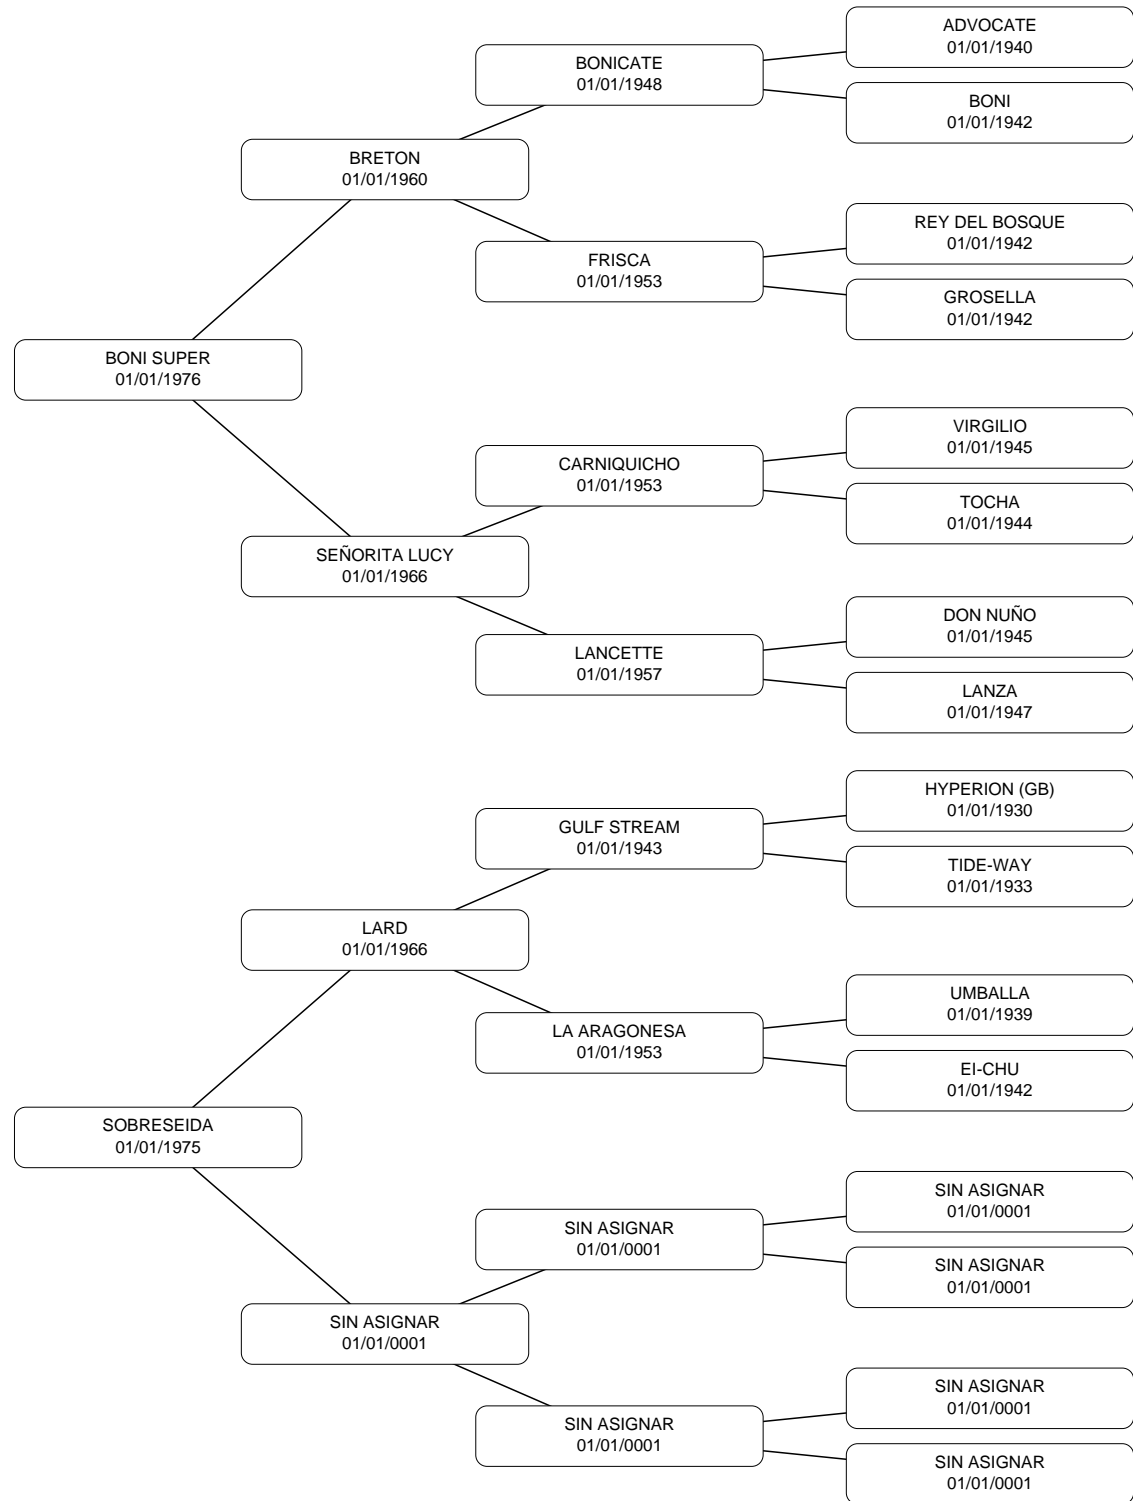 ADVOCATE
01/01/1940
BONICATE
01/01/1948
BONI
01/01/1942
BRETON
01/01/1960
REY DEL BOSQUE
01/01/1942
FRISCA
01/01/1953
GROSELLA
01/01/1942
BONI SUPER
01/01/1976
VIRGILIO
01/01/1945
CARNIQUICHO
01/01/1953
TOCHA
01/01/1944
SEÑORITA LUCY
01/01/1966
DON NUÑO
01/01/1945
LANCETTE
01/01/1957
LANZA
01/01/1947
HYPERION (GB)
01/01/1930
GULF STREAM
01/01/1943
TIDE-WAY
01/01/1933
LARD
01/01/1966
UMBALLA
01/01/1939
LA ARAGONESA
01/01/1953
EI-CHU
01/01/1942
SOBRESEIDA
01/01/1975
SIN ASIGNAR
01/01/0001
SIN ASIGNAR
01/01/0001
SIN ASIGNAR
01/01/0001
SIN ASIGNAR
01/01/0001
SIN ASIGNAR
01/01/0001
SIN ASIGNAR
01/01/0001
SIN ASIGNAR
01/01/0001